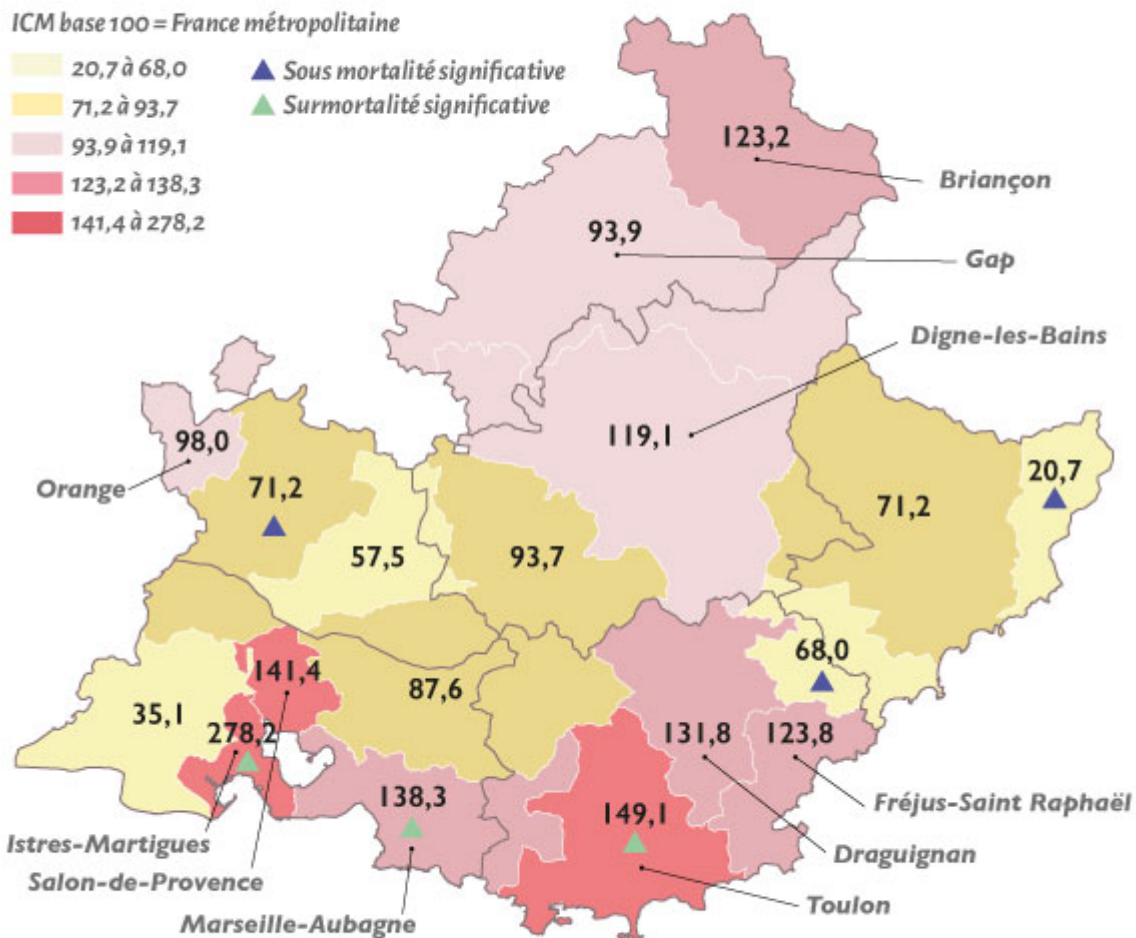 ICM base 100 = France métropolitaine
20,7 à 68,0
71,2 à 93,7
93,9 à 119,1
123,2 à 138,3
141,4 à 278,2
Sous mortalité significative
Surmortalité significative
123,2
Briançon
93,9
Gap
Digne-les-Bains
119,1
98,0
Orange
71,2
57,5
93,7
71,2
20,7
68,0
141,4
87,6
35,1
278,2
131,8
123,8
138,3
149,1
Fréjus-Saint Raphaël
Istres-Martigues
Draguignan
Salon-de-Provence
Toulon
Marseille-Aubagne